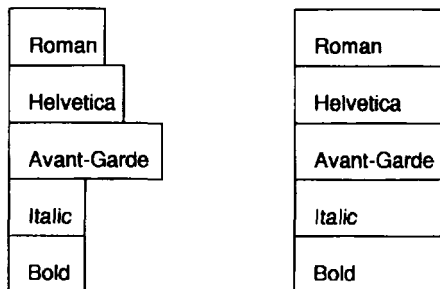 Roman
Helvetica
Avant-Garde
Italic
Bold
Roman
Helvetica
Avant-Garde
Italic
Bold